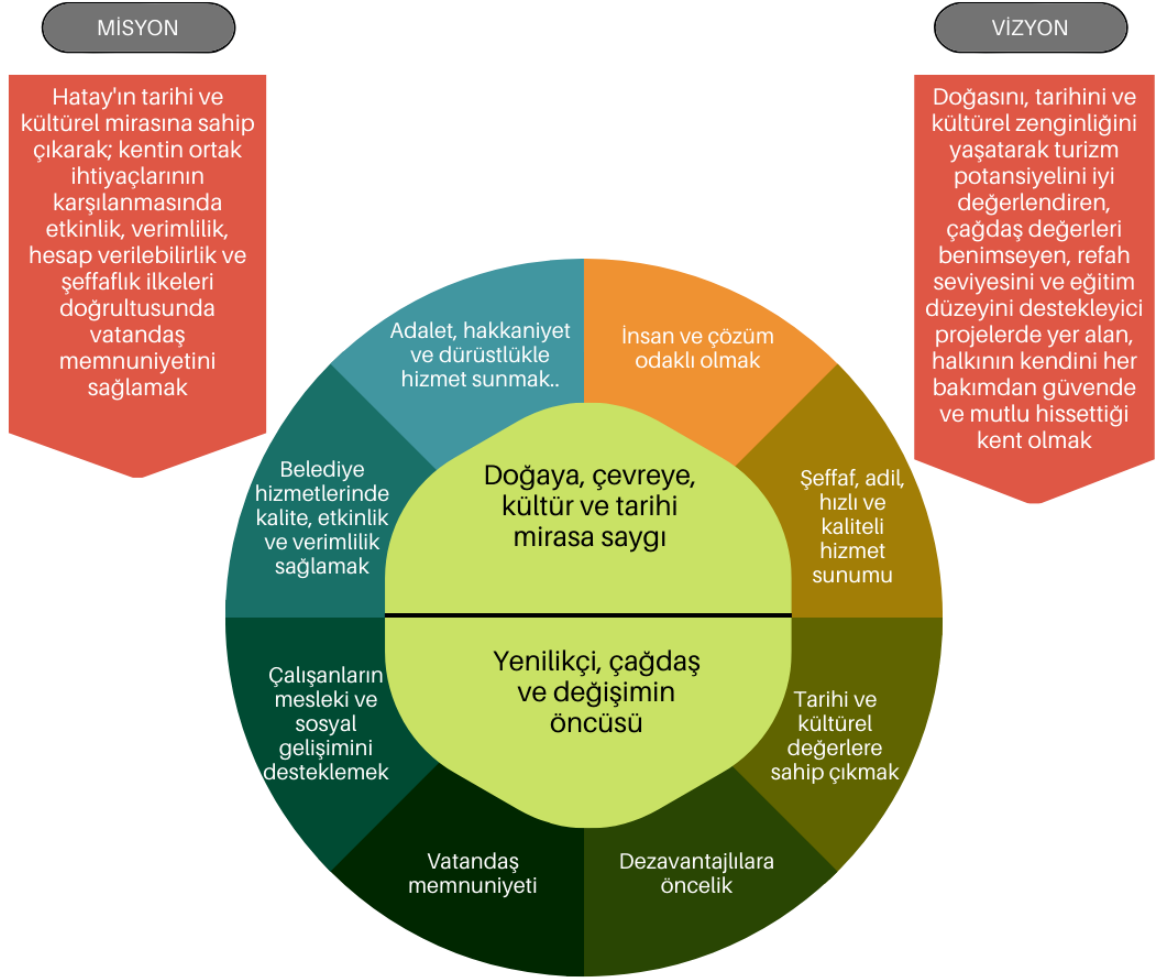 MİSYON
Hatay'ın tarihi ve
kültürel mirasına sahip
çıkarak; kentin ortak
ihtiyaçlarının
karşılanmasında
etkinlik, verimlilik,
hesap verilebilirlik ve
şeffaflık ilkeleri
doğrultusunda
vatandaş
memnuniyetini
sağlamak
VİZYON
Doğasını, tarihini ve
kültürel zenginliğini
yaşatarak turizm
potansiyelini iyi
değerlendiren,
çağdaş değerleri
benimseyen, refah
seviyesini ve eğitim
düzeyini destekleyici
projelerde yer alan,
halkının kendini her
bakımdan güvende
ve mutlu hissettiği
kent olmak
Adalet, hakkaniyet
ve dürüstlükle
hizmet sunmak..
İnsan ve çözüm
odaklı olmak
Şeffaf, adil,
hızlı ve
kaliteli
hizmet
sunumu
Tarihi ve
kültürel
değerlere
sahip çıkmak
Dezavantajlılara
öncelik
Vatandaş
memnuniyeti
Çalışanların
mesleki ve
sosyal
gelişimini
desteklemek
Belediye
hizmetlerinde
kalite, etkinlik
ve verimlilik
sağlamak
Doğaya, çevreye,
kültür ve tarihi
mirasa saygı
Yenilikçi, çağdaş
ve değişimin
öncüsü